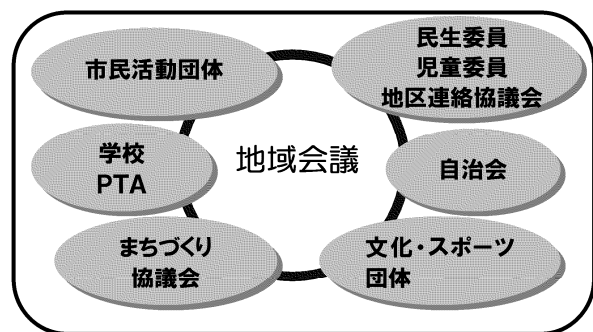 市民活動団体
民生委員
児童委員
地区連絡協議会
学校
PTA
地域会議
自治会
まちづくり
協議会
文化・スポーツ
団体